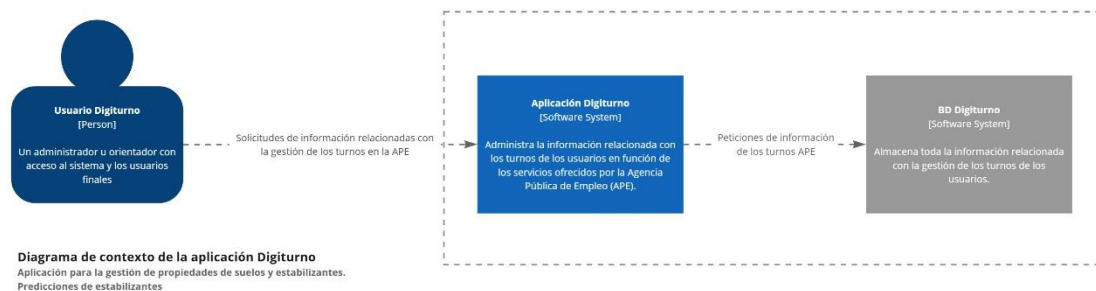 Usuario Digiturno
[Person]
Un administrador u orientador con
acceso al sistema y los usuarios
finales
Solicitudes de información relacionadas con
la gestión de los turnos en la APE
Aplicación Digiturno
[Software System]
Administra la información relacionada con
los turnos de los usuarios en función de
los servicios ofrecidos por la Agencia
Pública de Empleo (APE).
Peticiones de información
de los turnos APE
BD Digiturno
[Software System]
Almacena toda la información relacionada
con la gestión de los turnos de los
usuarios.
Diagrama de contexto de la aplicación Digiturno
Aplicación para la gestión de propiedades de suelos y estabilizantes.
Predicciones de estabilizantes